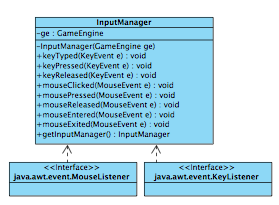 InputManager
-ge : GameEngine
-InputManager(GameEngine ge)
+keyTyped(KeyEvent e) : void
+keyPressed(KeyEvent e) : void
+keyReleased(KeyEvent e) : void
+mouseClicked(MouseEvent e) : void
+mousePressed(MouseEvent e) : void
+mouseReleased(MouseEvent e) : void
+mouseEntered(MouseEvent e) : void
+mouseExited(MouseEvent e) : void
+getInputManager() : InputManager
<<Interface>>
java.awt.event.MouseListener
<<Interface>>
java.awt.event.KeyListener